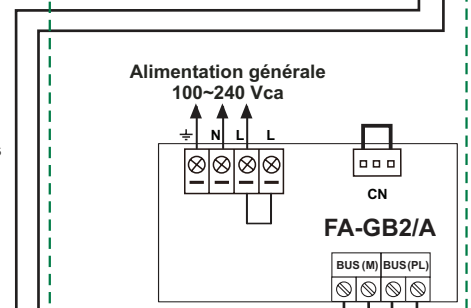 Alimentation générale
100~240 Vca
N L L
CN
FA-GB2/A
BUS (M) BUS (PL)